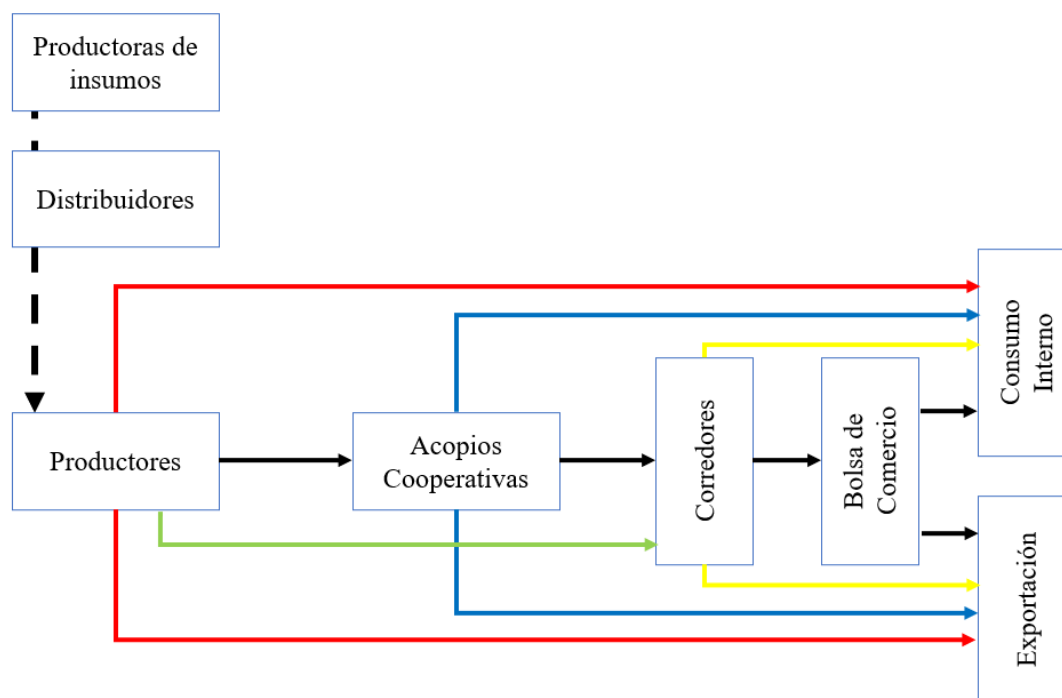 Productoras de
insumos
Distribuidores
Productores
Acopios
Cooperativas
Corredores
Bolsa de
Comercio
Consumo
Interno
Exportación